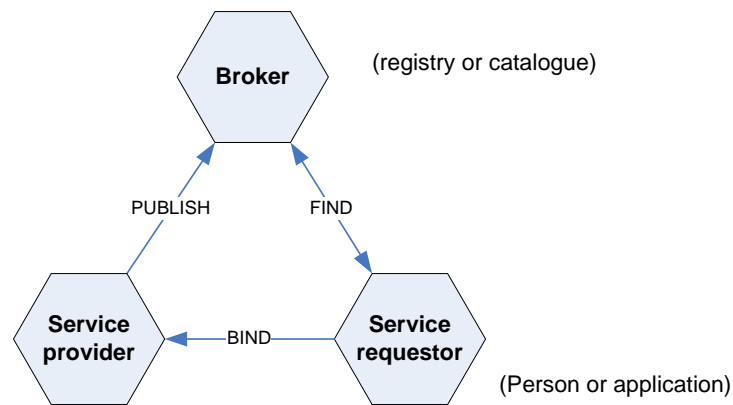 Broker
(registry or catalogue)
PUBLISH
FIND
Service
provider
BIND
Service
requestor
(Person or application)